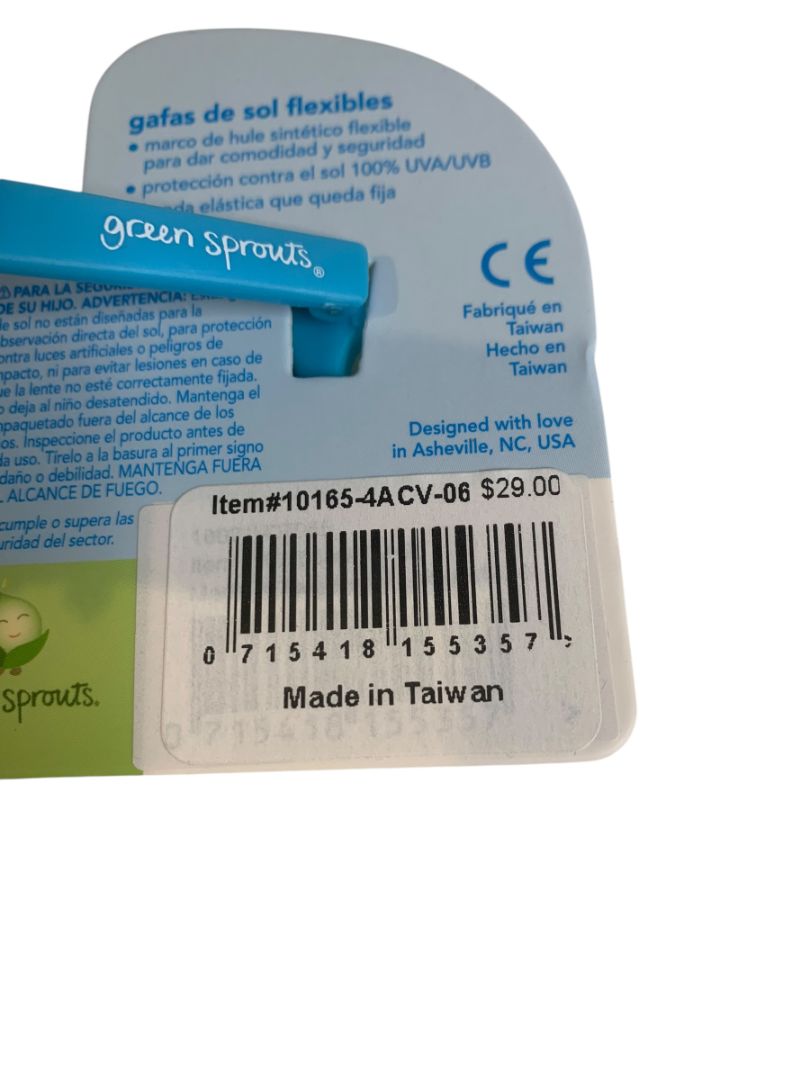 gafas de sol flexibles
• marco de hule sintético flexible
para dar comodidad y seguridad
• protección contra el sol 100% UVA/UVB
elástica que queda fija
green sprouts®
CE
Fabriqué en
Taiwan
Hecho en
Taiwan
Designed with love
in Asheville, NC, USA
⚠ PARA LA
DE SU HIJO. ADVERTENCIA:
de sol no están diseñadas para la
observación directa del sol, para protección
contra luces artificiales o peligros de
impacto, ni para evitar lesiones en caso de
que la lente no esté correctamente fijada.
No deja al niño desatendido. Mantenga el
empaquetado fuera del alcance de los
Inspeccione el producto antes de
cada uso. Tírelo a la basura al primer signo
daño o debilidad. MANTENGA FUERA
ALCANCE DE FUEGO.
cumple o supera las
seguridad del sector.
sprouts.
Item#10165-4ACV-06 $29.00
0 715418 155357 >
Made in Taiwan
0 715418 155357 >